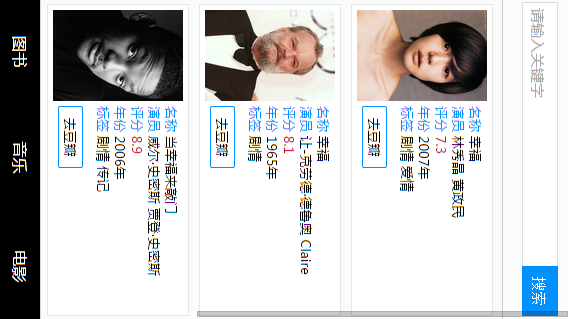 请输入关键字
搜索
名称 幸福
演员 林秀晶 黄政民
评分 7.3
年份 2007年
标签 剧情 爱情
去豆瓣
名称 幸福
演员 让-克劳德·德鲁奥 Claire
评分 8.1
年份 1965年
标签 剧情
去豆瓣
名称 当幸福来敲门
演员 威尔·史密斯 贾登·史密斯
评分 8.9
年份 2006年
标签 剧情 传记
去豆瓣
图书
音乐
电影